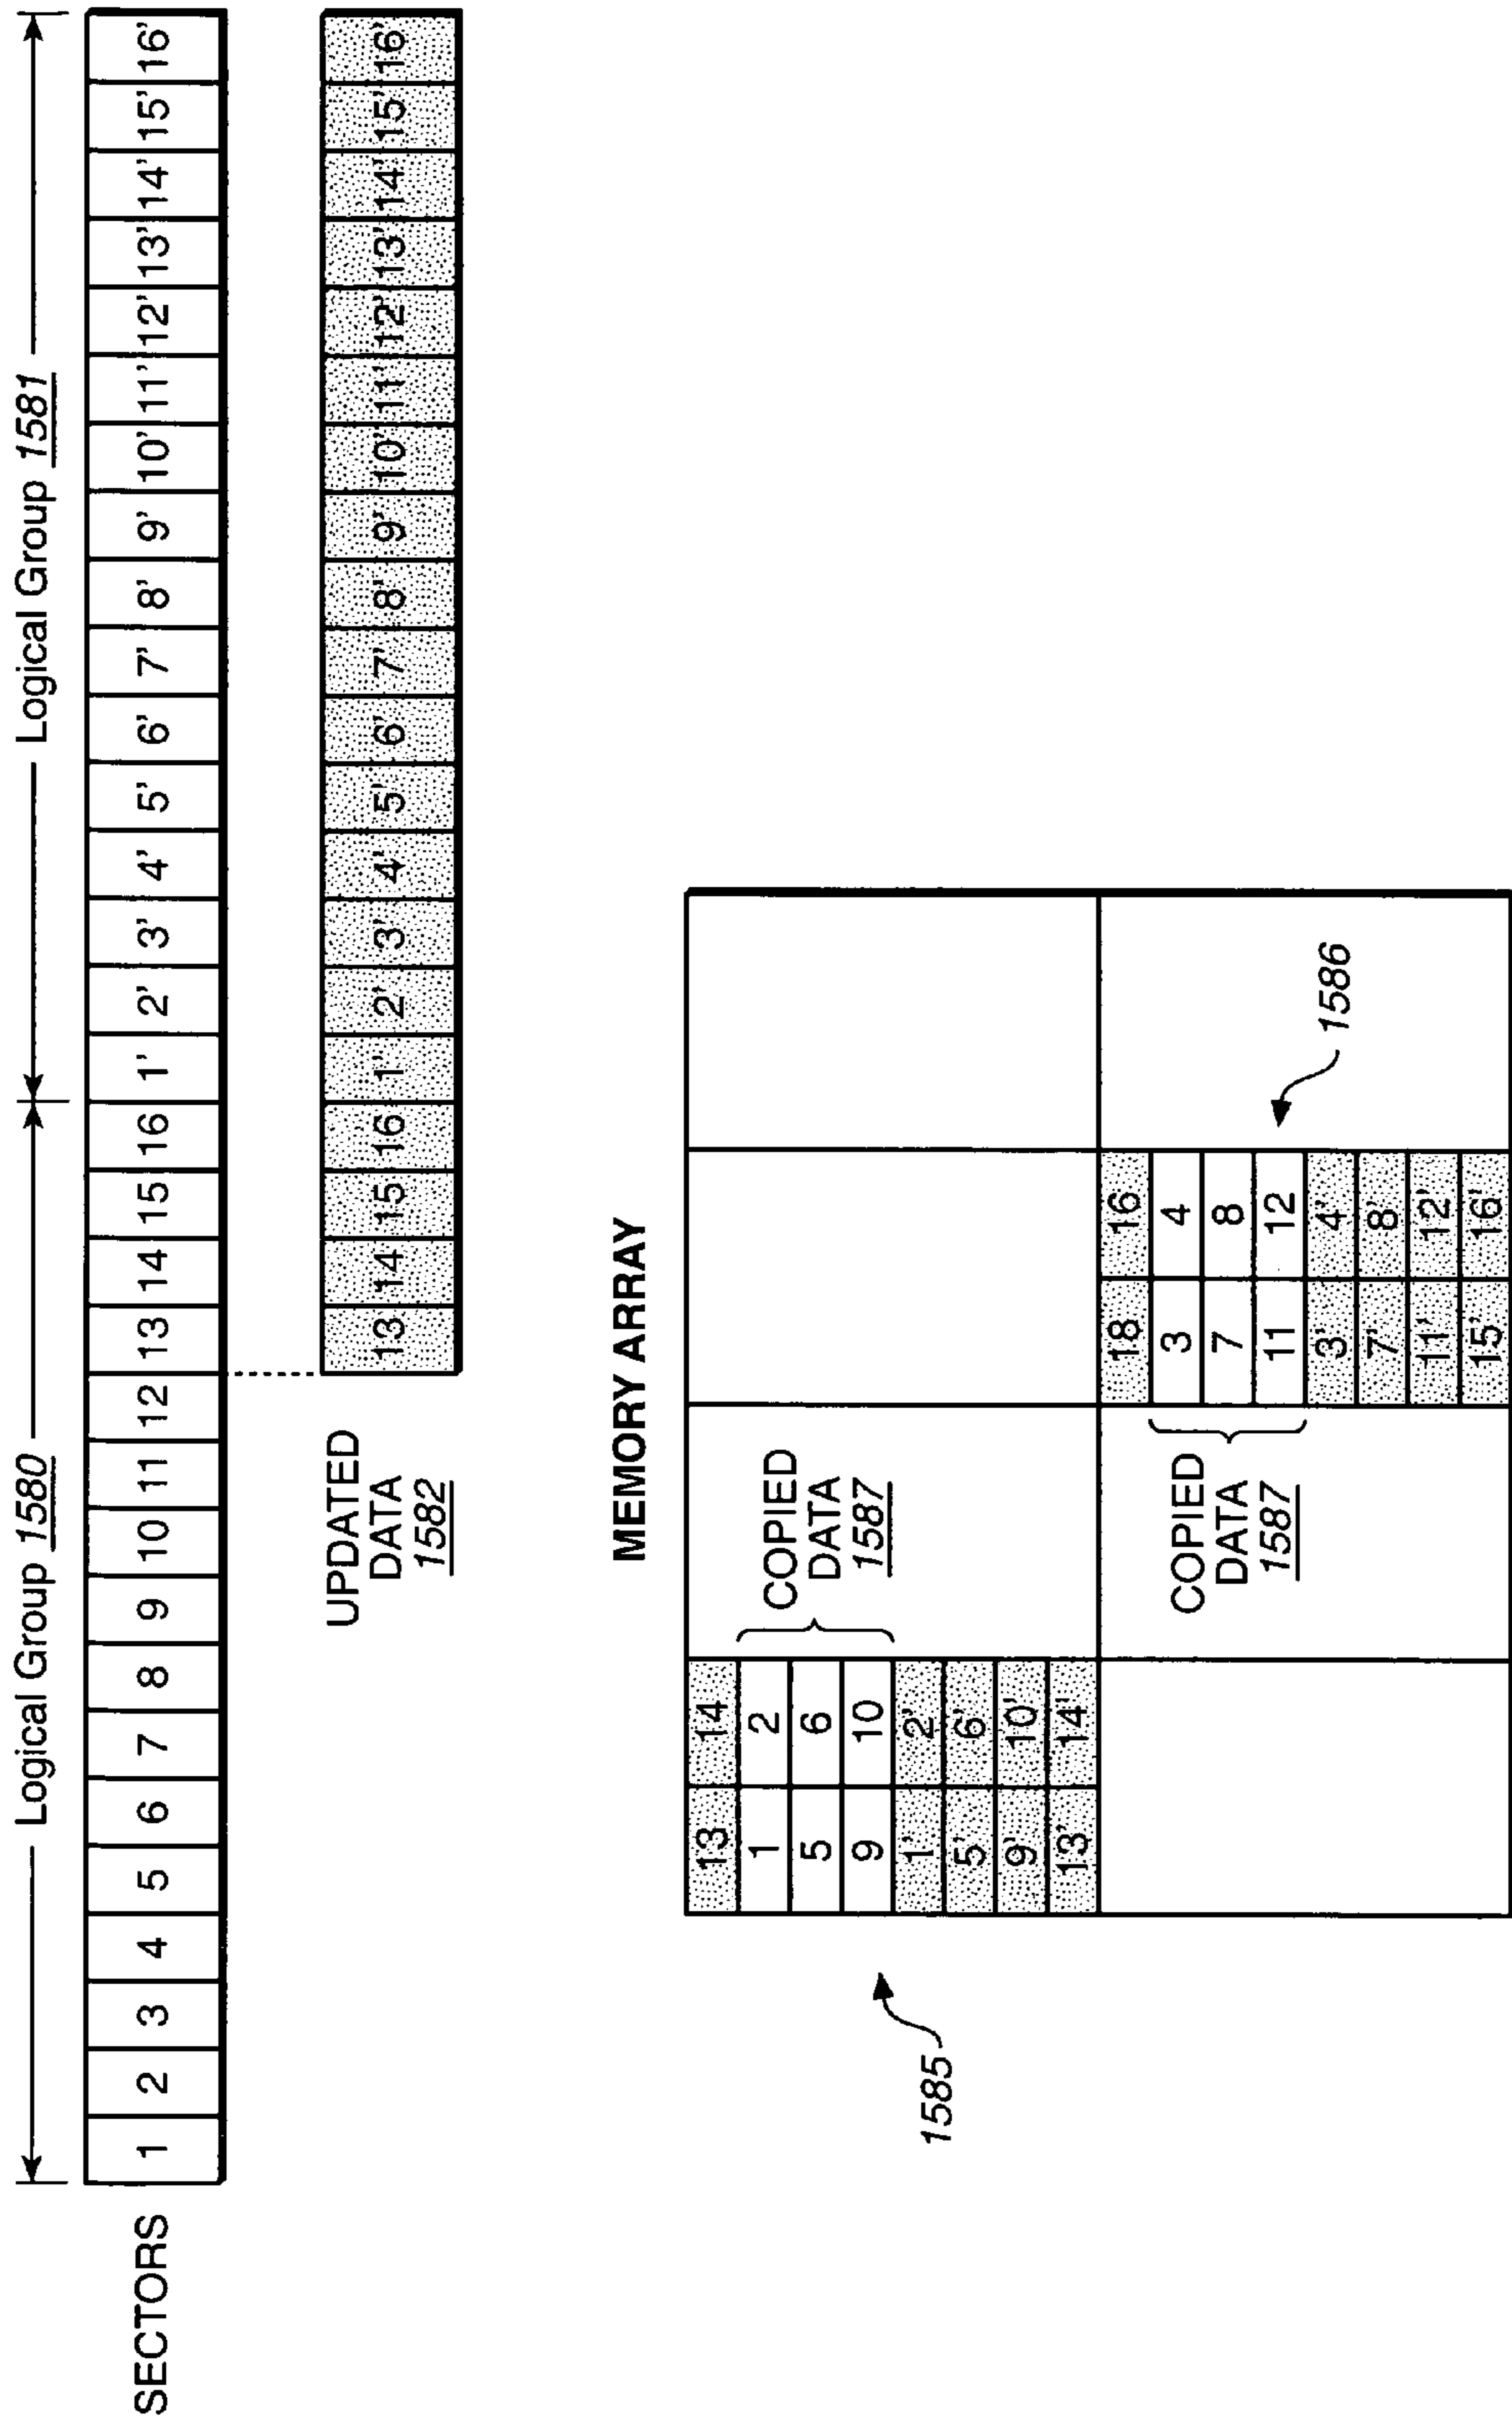 Logical Group 1580 Logical Group 1581
SECTORS 1 2 3 4 5 6 7 8 9 10 11 12 13 14 15 16 1' 2' 3' 4' 5' 6' 7' 8' 9' 10' 11' 12' 13' 14' 15' 16'
UPDATED
DATA
1582
13 14 15 16 1' 2' 3' 4' 5' 6' 7' 8' 9' 10' 11' 12' 13' 14' 15' 16'
MEMORY ARRAY
1585
13 14
1 2
5 6
9 10
1' 2'
5' 6'
9' 10'
13' 14'
COPIED
DATA
1587
COPIED
DATA
1587
18 16
3 4
7 8
11 12
3' 4'
7' 8'
11' 12'
15' 16'
1586